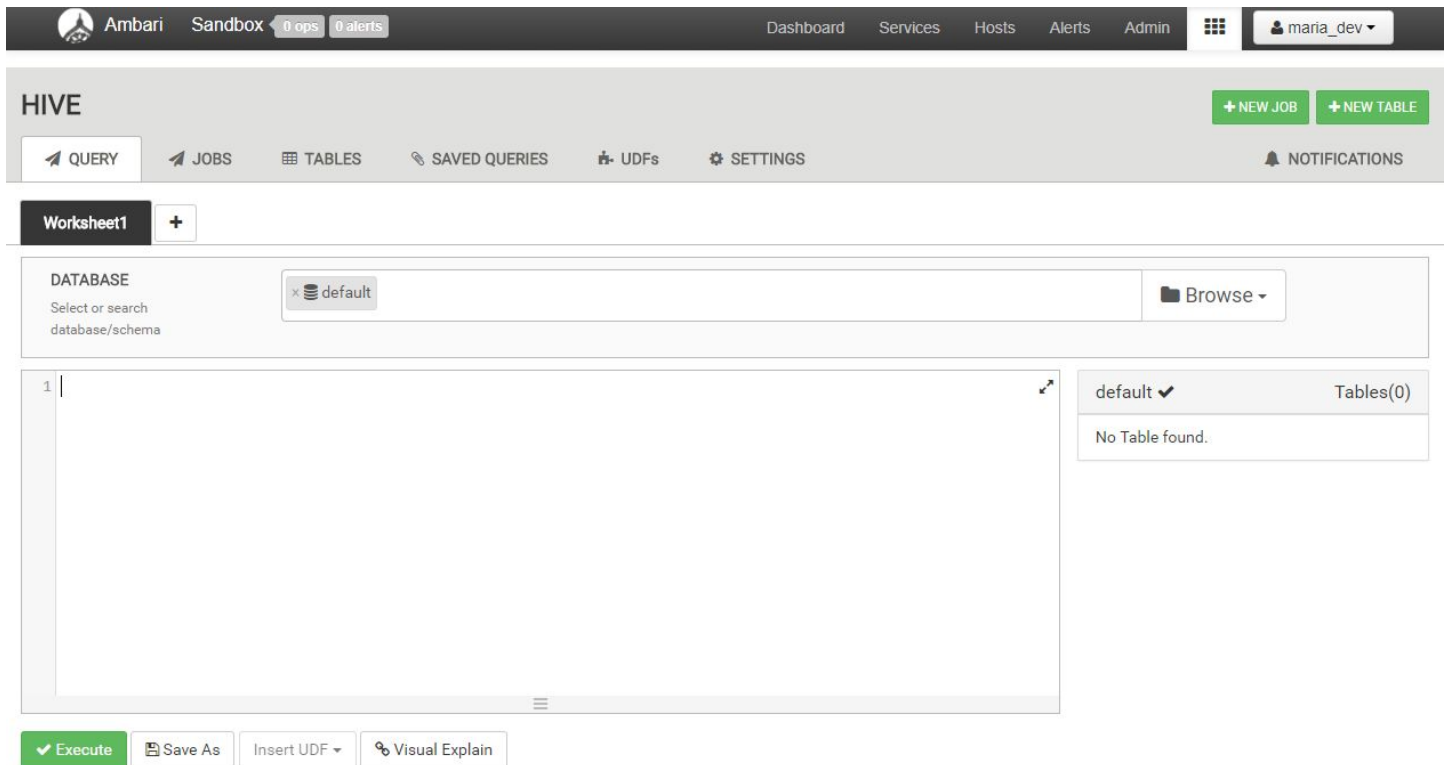 Ambari Sandbox 0 ops 0 alerts Dashboard Services Hosts Alerts Admin maria_dev
HIVE
NEW JOB NEW TABLE
QUERY JOBS TABLES SAVED QUERIES UDFs SETTINGS NOTIFICATIONS
Worksheet1 +
DATABASE
Select or search
database/schema
× default
Browse
1
default Tables(0)
No Table found.
Execute Save As Insert UDF Visual Explain